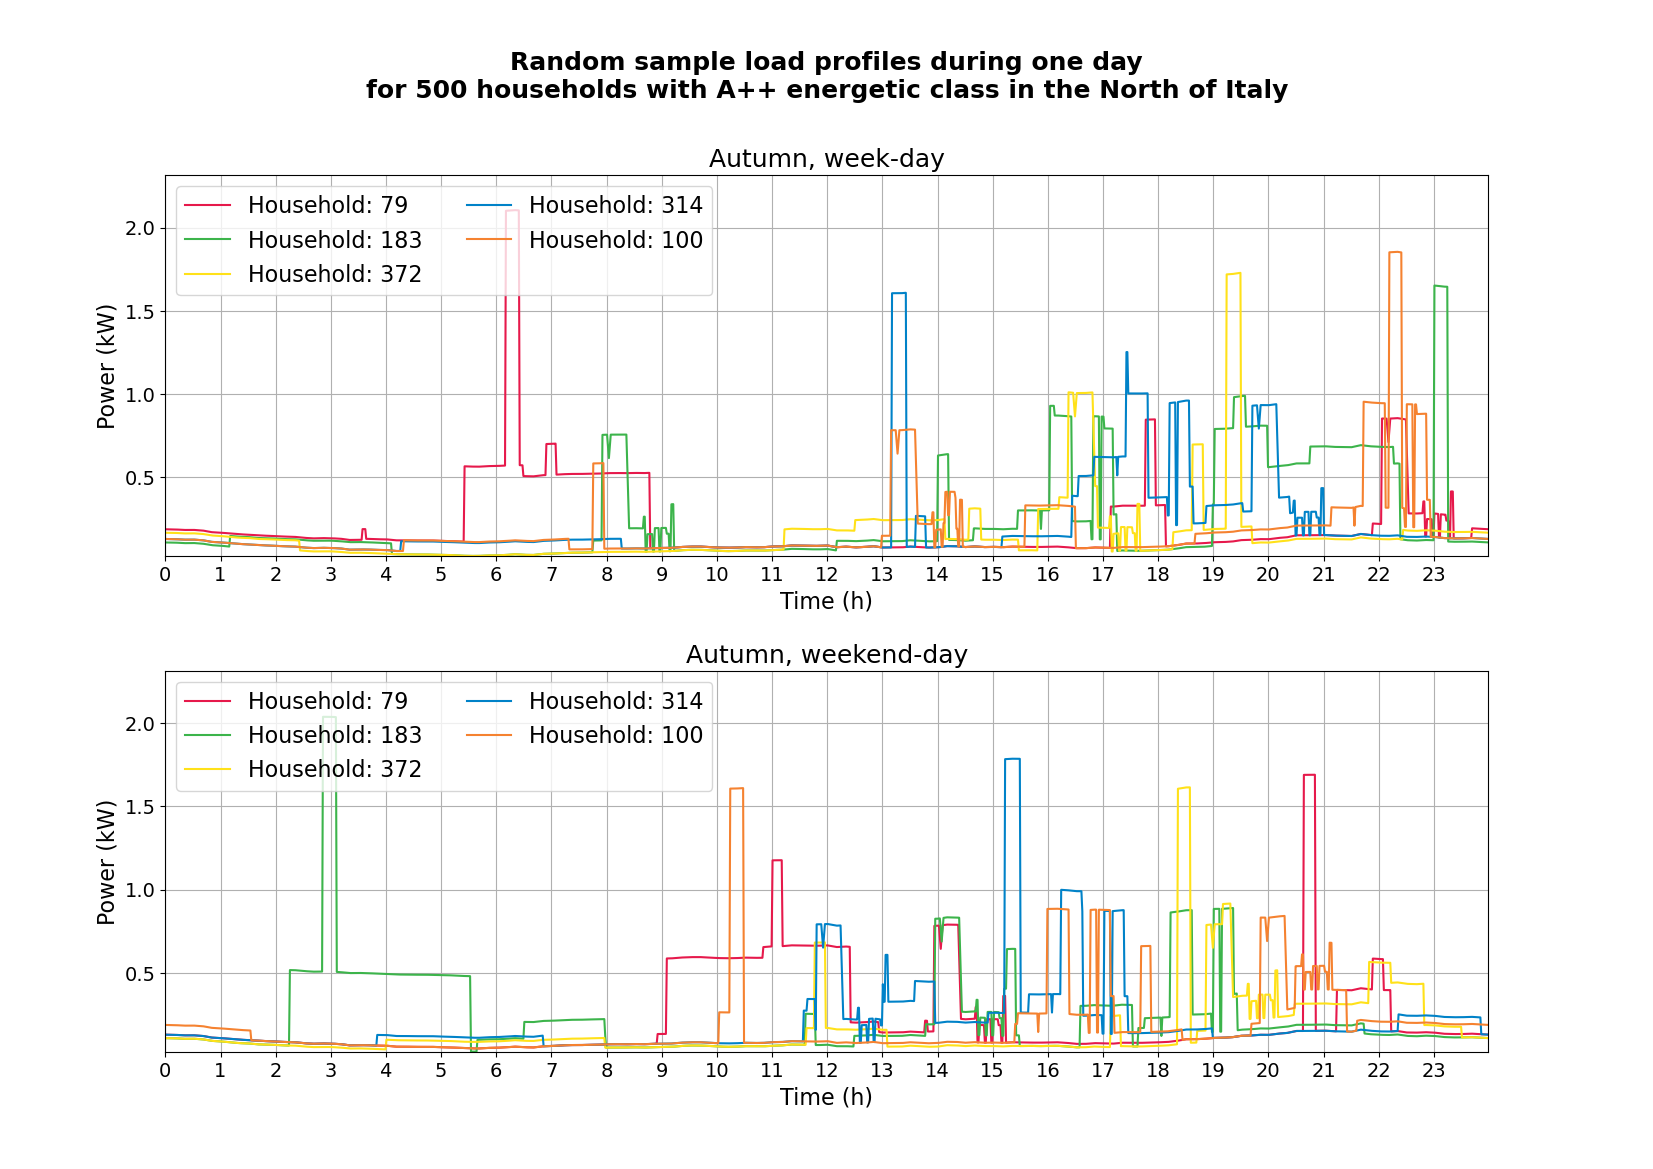 Random sample load profiles during one day
for 500 households with A++ energetic class in the North of Italy
Autumn, week-day
Household: 79
Household: 314
Household: 183
Household: 100
Household: 372
2.0
1.5
1.0
0.5
Power (kW)
0 1 2 3 4 5 6 7 8 9 10 11 12 13 14 15 16 17 18 19 20 21 22 23
Time (h)
Autumn, weekend-day
Household: 79
Household: 314
Household: 183
Household: 100
Household: 372
2.0
1.5
1.0
0.5
Power (kW)
0 1 2 3 4 5 6 7 8 9 10 11 12 13 14 15 16 17 18 19 20 21 22 23
Time (h)